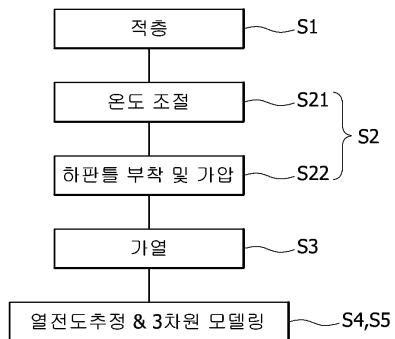 적층 S1
온도 조절 S21
S2
하판틀 부착 및 가압 S22
가열 S3
열전도추정 & 3차원 모델링 S4,S5